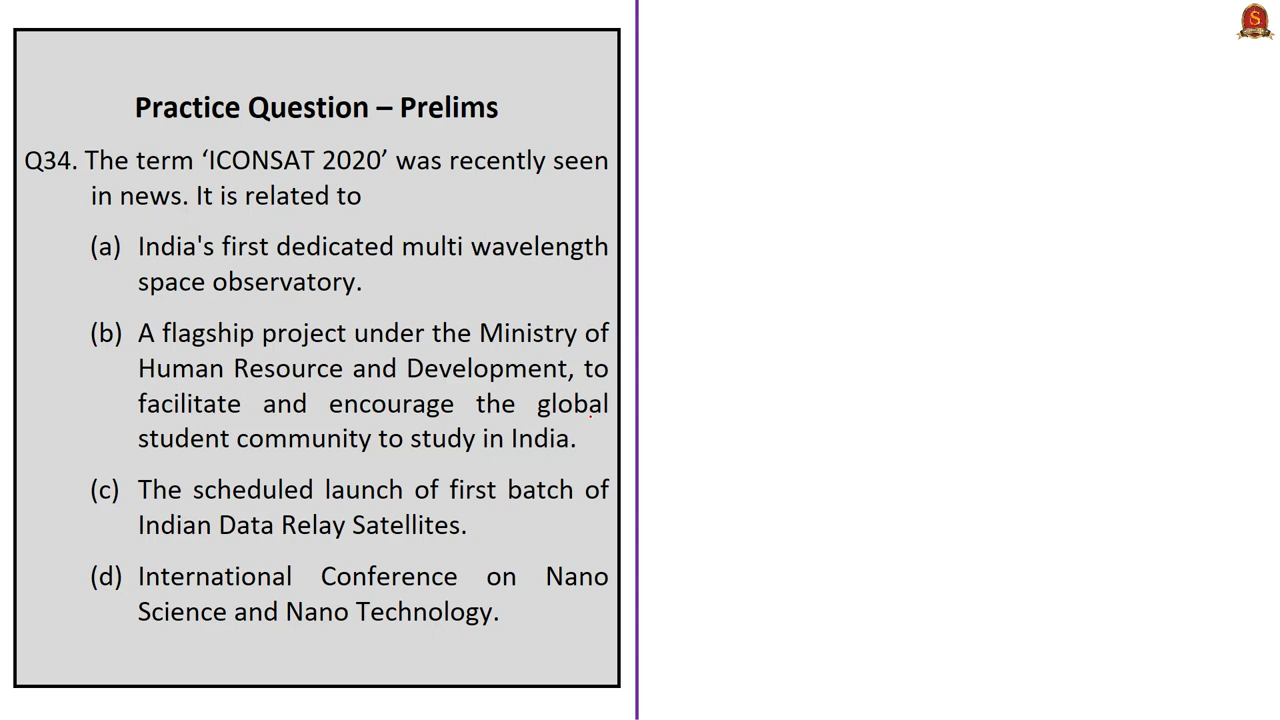 Practice Question – Prelims
Q34. The term ‘ICONSAT 2020’ was recently seen
in news. It is related to
(a) India's first dedicated multi wavelength
space observatory.
(b) A flagship project under the Ministry of
Human Resource and Development, to
facilitate and encourage the global
student community to study in India.
(c) The scheduled launch of first batch of
Indian Data Relay Satellites.
(d) International Conference on Nano
Science and Nano Technology.
S